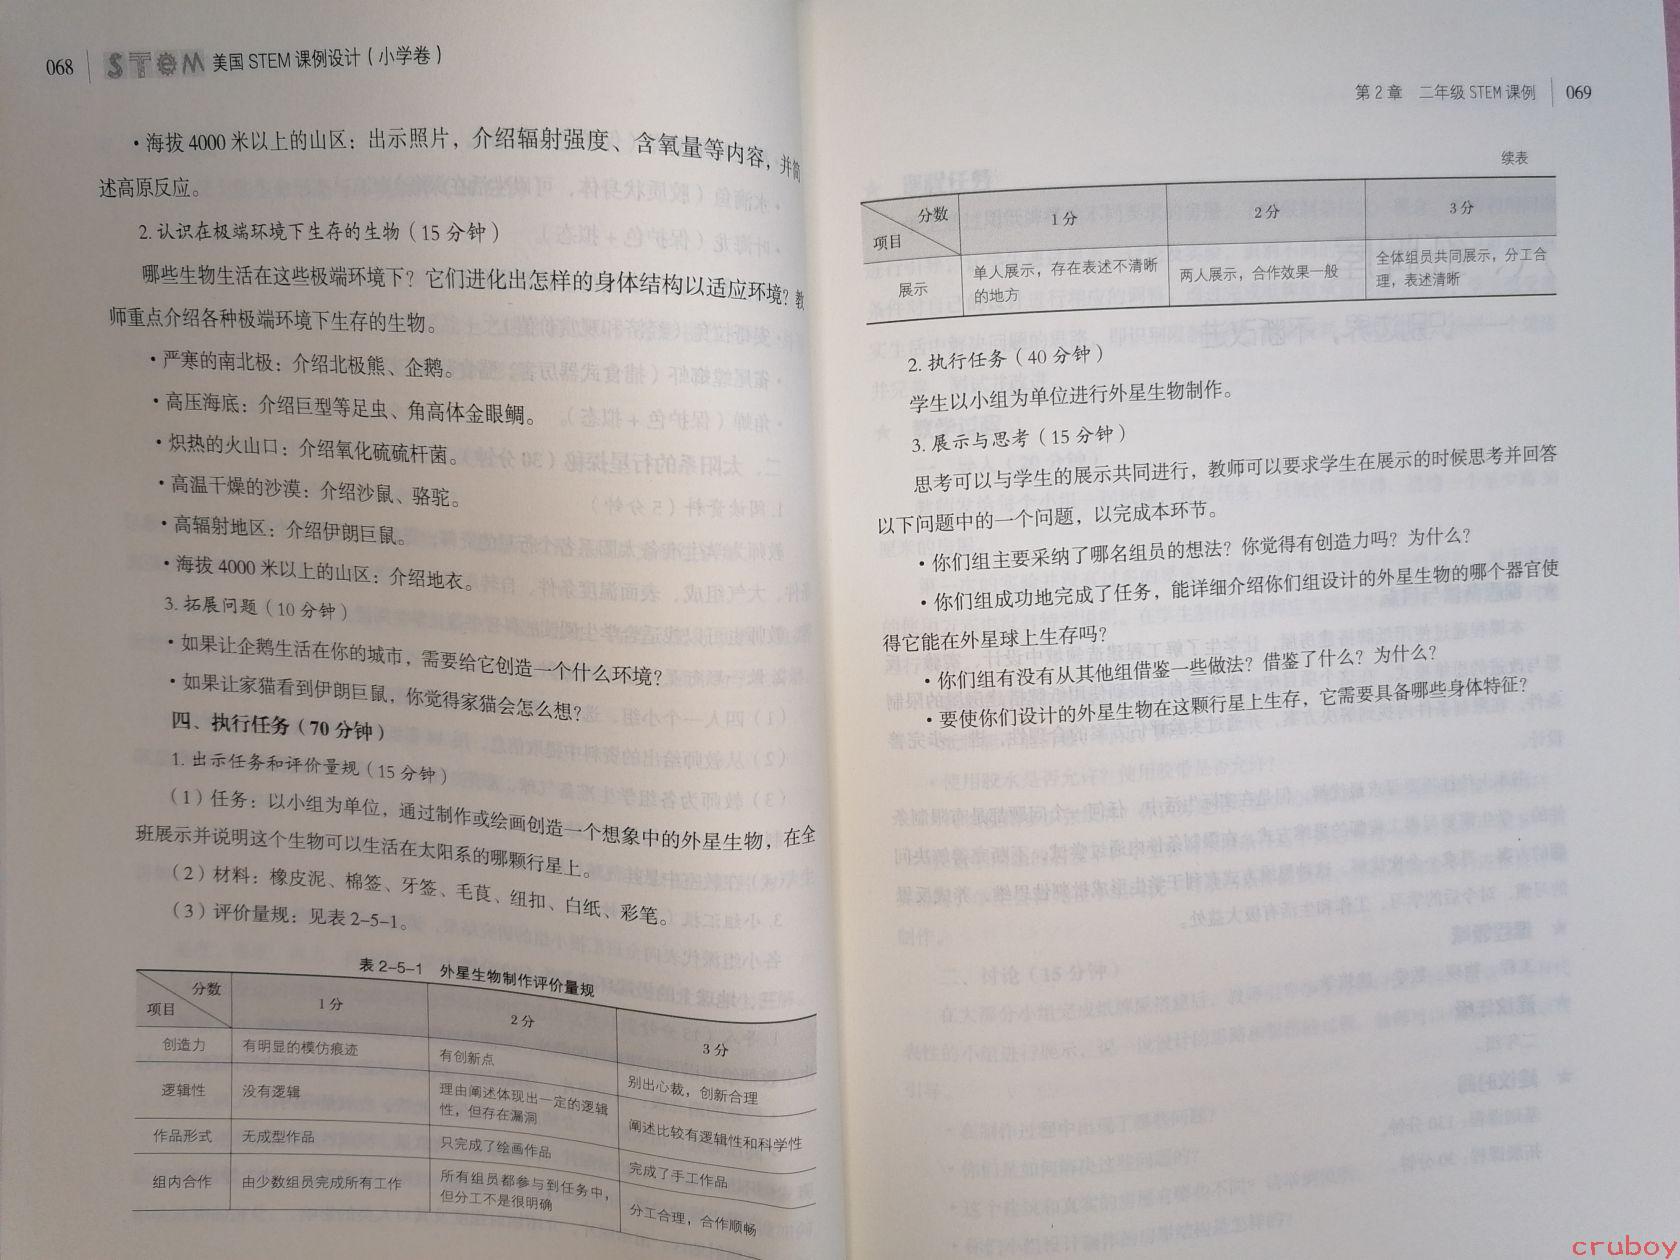 068 STEM 美国 STEM 课例设计（小学卷）
·海拔 4000 米以上的山区：出示照片，介绍辐射强度、含氧量等内容，并简
述高原反应。
2. 认识在极端环境下生存的生物（15 分钟）
哪些生物生活在这些极端环境下？它们进化出怎样的身体结构以适应环境？教
师重点介绍各种极端环境下生存的生物。
·严寒的南北极：介绍北极熊、企鹅。
·高压海底：介绍巨型等足虫、角高体金眼鲷。
·炽热的火山口：介绍氧化硫硫杆菌。
·高温干燥的沙漠：介绍沙鼠、骆驼。
·高辐射地区：介绍伊朗巨鼠。
·海拔 4000 米以上的山区：介绍地衣。
3. 拓展问题（10 分钟）
·如果让企鹅生活在你的城市，需要给它创造一个什么环境？
·如果让家猫看到伊朗巨鼠，你觉得家猫会怎么想？
四、执行任务（70 分钟）
1. 出示任务和评价量规（15 分钟）
（1）任务：以小组为单位，通过制作或绘画创造一个想象中的外星生物，在全
班展示并说明这个生物可以生活在太阳系的哪颗行星上。
（2）材料：橡皮泥、棉签、牙签、毛茛、纽扣、白纸、彩笔。
（3）评价量规：见表 2-5-1。
表 2-5-1 外星生物制作评价量规
分数 项目 1 分 2 分 3 分
创造力 有明显的模仿痕迹 有创新点 别出心裁，创新合理
逻辑性 没有逻辑 理由阐述体现出一定的逻辑
性，但存在漏洞 阐述比较有逻辑性和科学性
作品形式 无成型作品 只完成了绘画作品 完成了手工作品
组内合作 由少数组员完成所有工作 所有组员都参与到任务中，
但分工不是很明确 分工合理，合作顺畅
第 2 章 二年级 STEM 课例 069
续表
分数 项目 1 分 2 分 3 分
展示 单人展示，存在表述不清晰
的地方 两人展示，合作效果一般 全体组员共同展示，分工合
理，表述清晰
2. 执行任务（40 分钟）
学生以小组为单位进行外星生物制作。
3. 展示与思考（15 分钟）
思考可以与学生的展示共同进行，教师可以要求学生在展示的时候思考并回答
以下问题中的一个问题，以完成本环节。
·你们组主要采纳了哪名组员的想法？你觉得有创造力吗？为什么？
·你们组成功地完成了任务，能详细介绍你们组设计的外星生物的哪个器官使
得它能在外星球上生存吗？
·你们组有没有从其他组借鉴一些做法？借鉴了什么？为什么？
·要使你们设计的外星生物在这颗行星上生存，它需要具备哪些身体特征？
cruboy